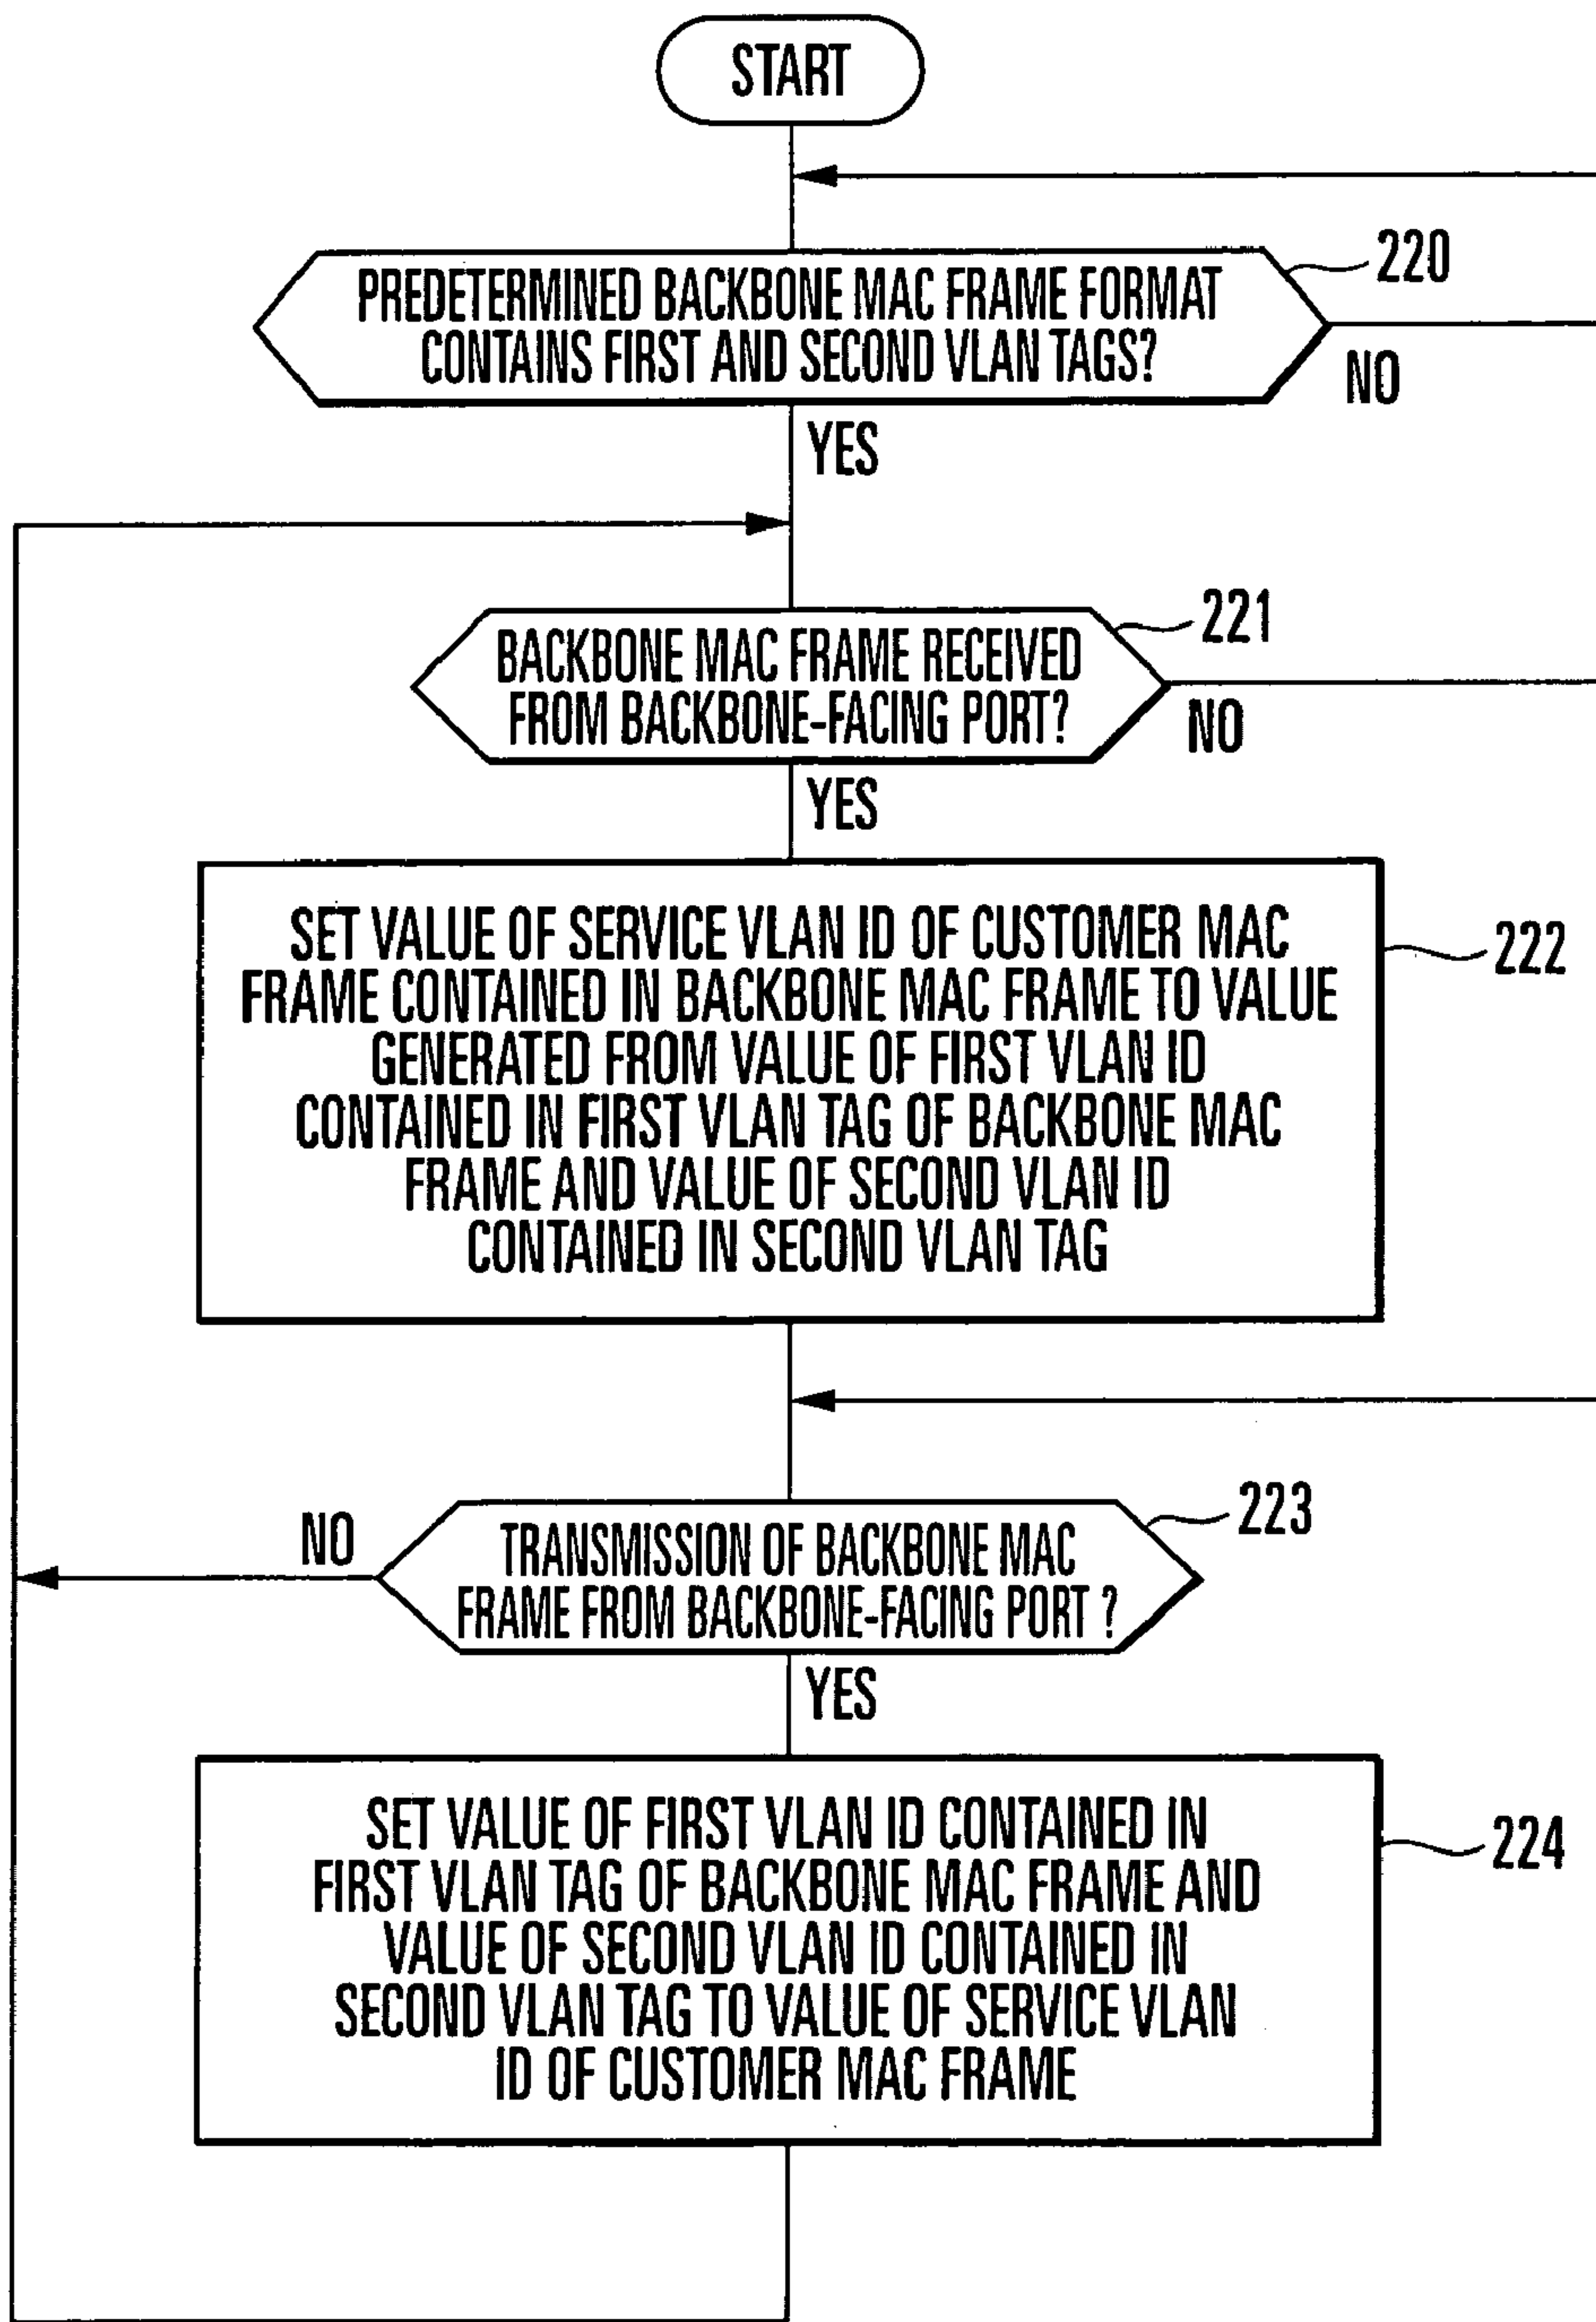 START
PREDETERMINED BACKBONE MAC FRAME FORMAT
CONTAINS FIRST AND SECOND VLAN TAGS?
220
NO
YES
BACKBONE MAC FRAME RECEIVED
FROM BACKBONE-FACING PORT?
221
NO
YES
SET VALUE OF SERVICE VLAN ID OF CUSTOMER MAC
FRAME CONTAINED IN BACKBONE MAC FRAME TO VALUE
GENERATED FROM VALUE OF FIRST VLAN ID
CONTAINED IN FIRST VLAN TAG OF BACKBONE MAC
FRAME AND VALUE OF SECOND VLAN ID
CONTAINED IN SECOND VLAN TAG
222
TRANSMISSION OF BACKBONE MAC
FRAME FROM BACKBONE-FACING PORT ?
223
NO
YES
SET VALUE OF FIRST VLAN ID CONTAINED IN
FIRST VLAN TAG OF BACKBONE MAC FRAME AND
VALUE OF SECOND VLAN ID CONTAINED IN
SECOND VLAN TAG TO VALUE OF SERVICE VLAN
ID OF CUSTOMER MAC FRAME
224